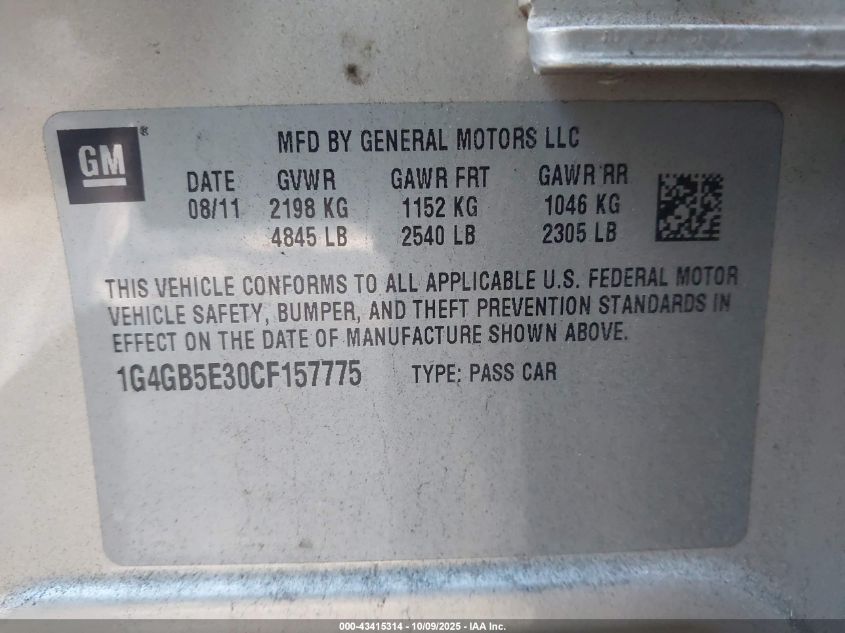 GM®
MFD BY GENERAL MOTORS LLC
DATE GVWR GAWR FRT GAWR RR
08/11 2198 KG 1152 KG 1046 KG
4845 LB 2540 LB 2305 LB
THIS VEHICLE CONFORMS TO ALL APPLICABLE U.S. FEDERAL MOTOR
VEHICLE SAFETY, BUMPER, AND THEFT PREVENTION STANDARDS IN
EFFECT ON THE DATE OF MANUFACTURE SHOWN ABOVE.
1G4GB5E30CF157775 TYPE: PASS CAR
000-43415314 - 10/09/2025 - IAA Inc.